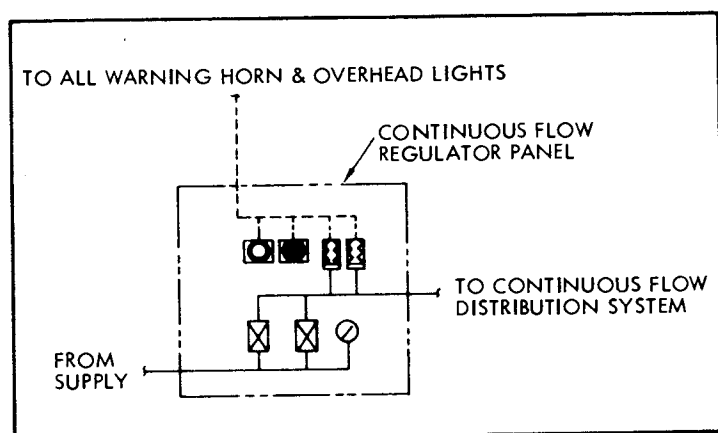 TO ALL WARNING HORN & OVERHEAD LIGHTS
CONTINUOUS FLOW
REGULATOR PANEL
TO CONTINUOUS FLOW
DISTRIBUTION SYSTEM
FROM
SUPPLY